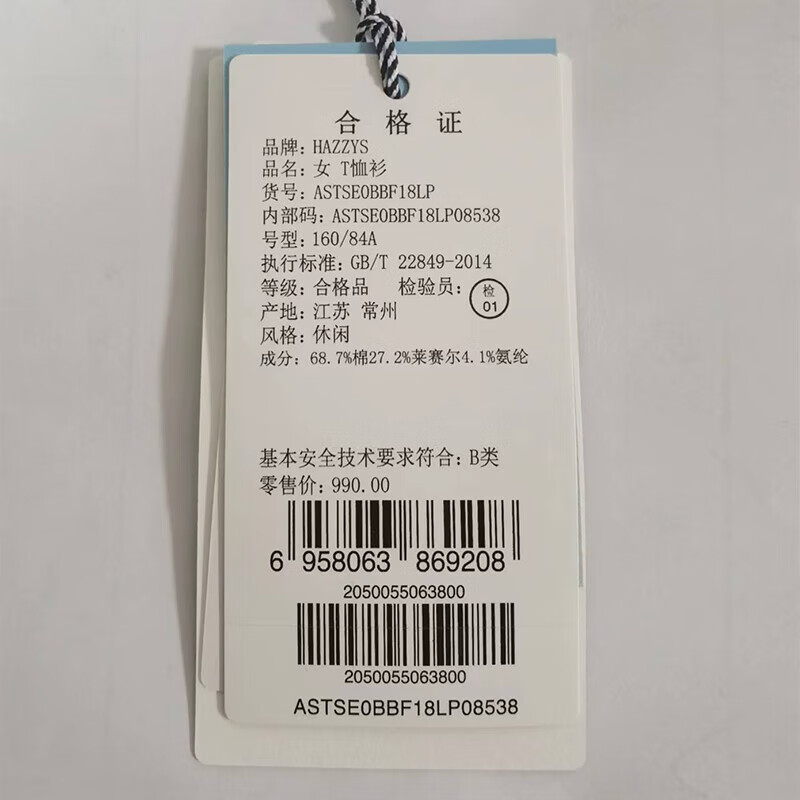 合格证
品牌: HAZZYS
品名: 女 T恤衫
货号: ASTSE0BBF18LP
内部码: ASTSE0BBF18LP08538
号型: 160/84A
执行标准: GB/T 22849-2014
等级: 合格品 检验员: 检 01
产地: 江苏 常州
风格: 休闲
成分: 68.7%棉27.2%莱赛尔4.1%氨纶
基本安全技术要求符合: B类
零售价: 990.00
6 958063 869208
2050055063800
2050055063800
ASTSE0BBF18LP08538